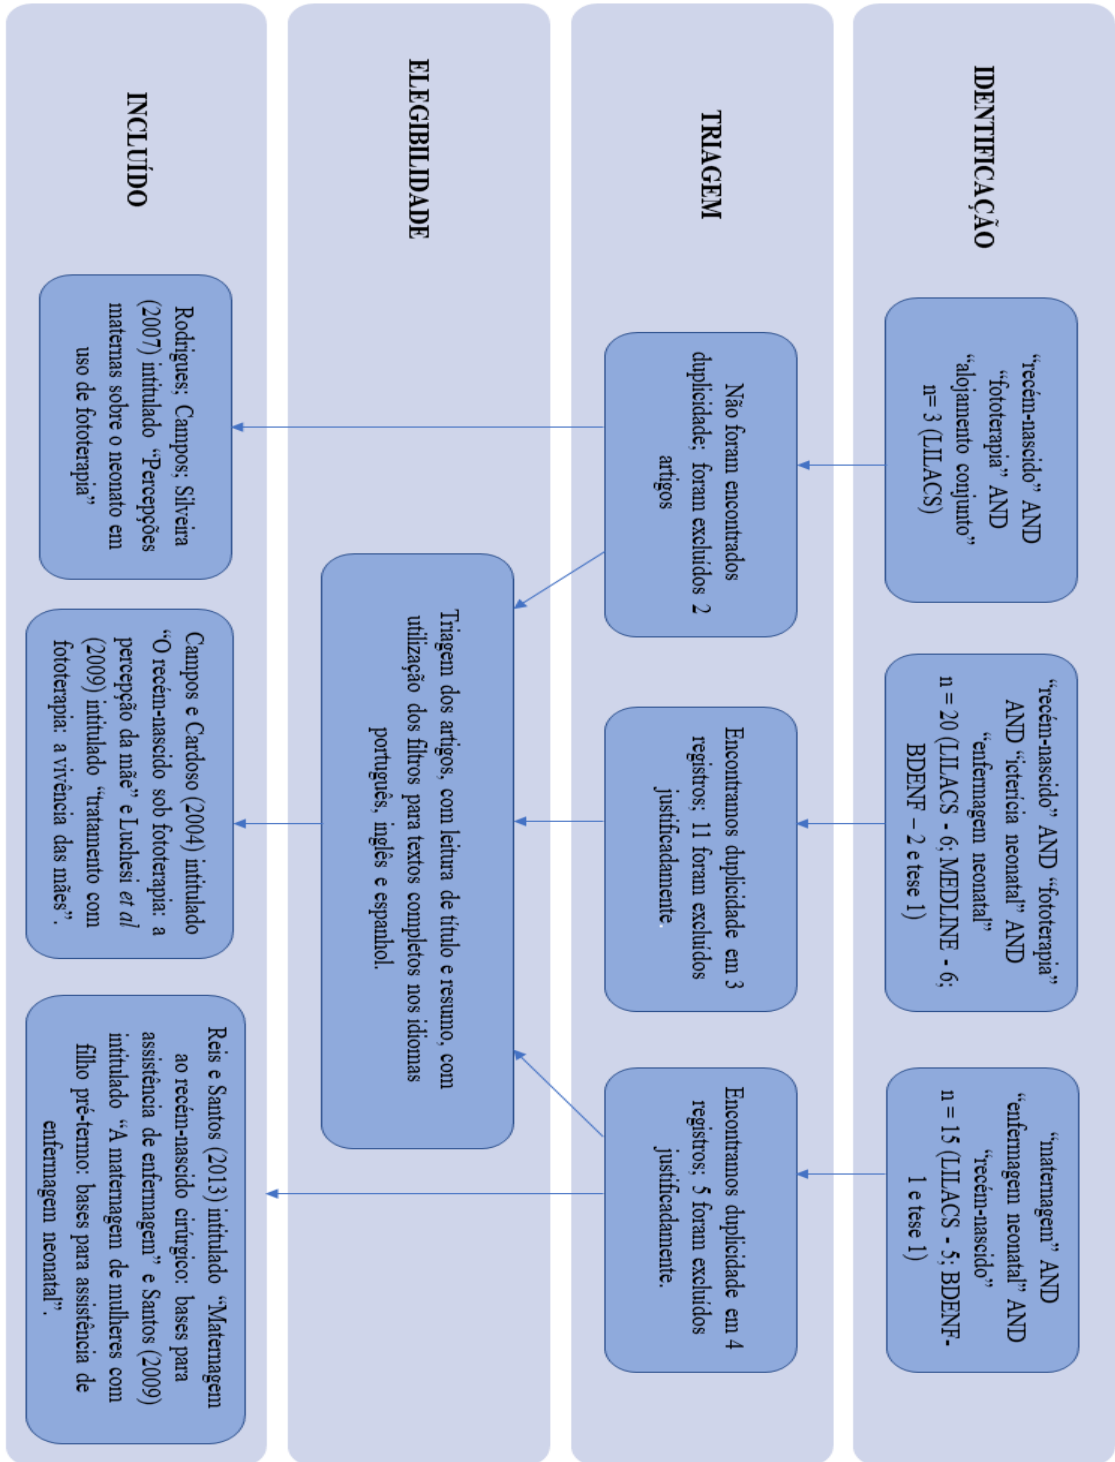 IDENTIFICAÇÃO
“recém-nascido” AND
“fototerapia” AND
“alojamento conjunto”
n= 3 (LILACS)
“recém-nascido” AND “fototerapia”
AND “icterícia neonatal” AND
“enfermagem neonatal”
n = 20 (LILACS - 6; MEDLINE - 6;
BDENF – 2 e tese 1)
“maternagem” AND
“enfermagem neonatal” AND
“recém-nascido”
n = 15 (LILACS - 5; BDENF-
1 e tese 1)
TRIAGEM
Não foram encontrados
duplicidade; foram excluídos 2
artigos
Encontramos duplicidade em 3
registros; 11 foram excluídos
justificadamente.
Encontramos duplicidade em 4
registros; 5 foram excluídos
justificadamente.
ELEGIBILIDADE
Triagem dos artigos, com leitura de título e resumo, com
utilização dos filtros para textos completos nos idiomas
português, inglês e espanhol.
INCLUÍDO
Rodrigues; Campos; Silveira
(2007) intitulado “Percepções
maternas sobre o neonato em
uso de fototerapia”
Campos e Cardoso (2004) intitulado
“O recém-nascido sob fototerapia: a
percepção da mãe” e Luchesi et al
(2009) intitulado “tratamento com
fototerapia: a vivência das mães”.
Reis e Santos (2013) intitulado “Maternagem
ao recém-nascido cirúrgico: bases para
assistência de enfermagem” e Santos (2009)
intitulado “A maternagem de mulheres com
filho pré-termo: bases para assistência de
enfermagem neonatal”.